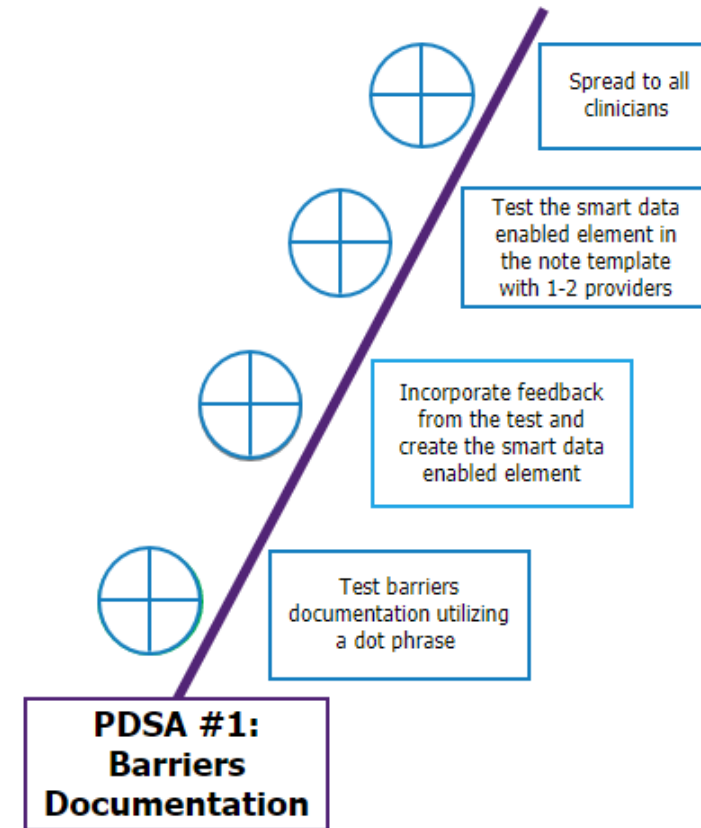 Spread to all
clinicians
Test the smart data
enabled element in
the note template
with 1-2 providers
Incorporate feedback
from the test and
create the smart data
enabled element
Test barriers
documentation utilizing
a dot phrase
PDSA #1:
Barriers
Documentation